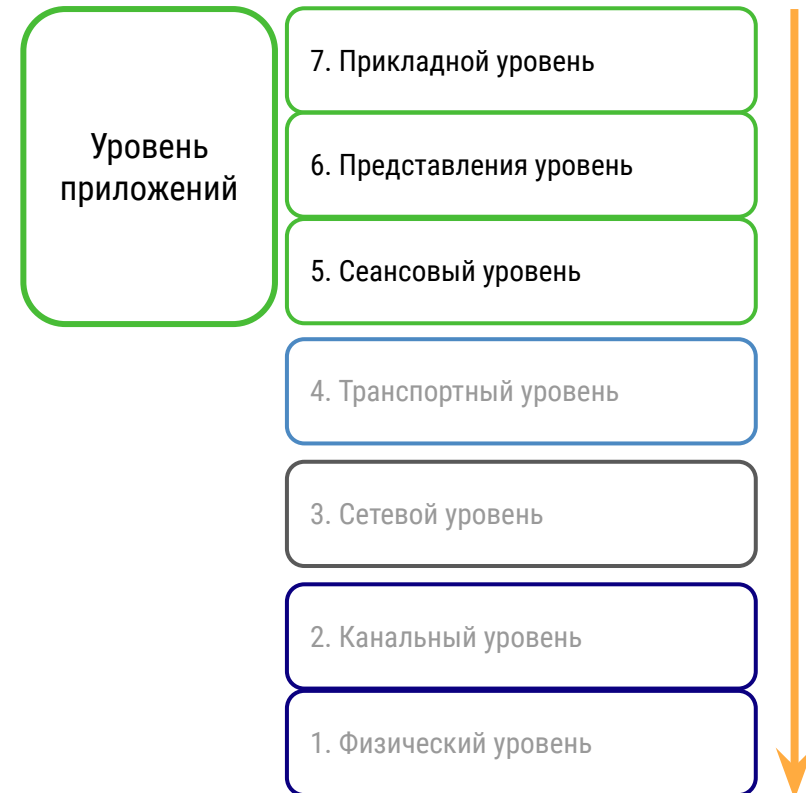 Уровень
приложений
7. Прикладной уровень
6. Представления уровень
5. Сеансовый уровень
4. Транспортный уровень
3. Сетевой уровень
2. Канальный уровень
1. Физический уровень